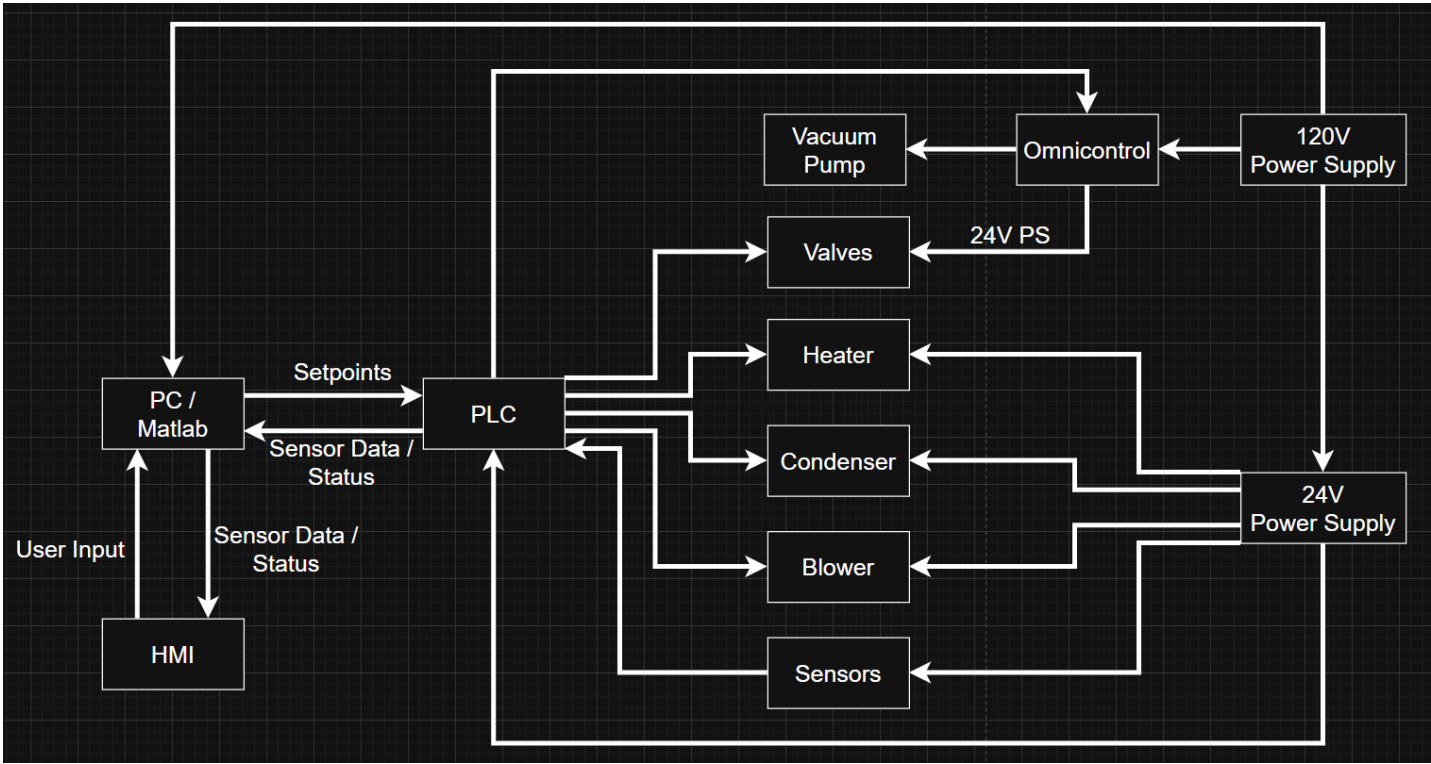 Vacuum
Pump
Omnicontrol
120V
Power Supply
Valves
24V PS
Heater
Setpoints
PC /
Matlab
PLC
Sensor Data /
Status
Condenser
24V
Power Supply
User Input
Sensor Data /
Status
Blower
HMI
Sensors